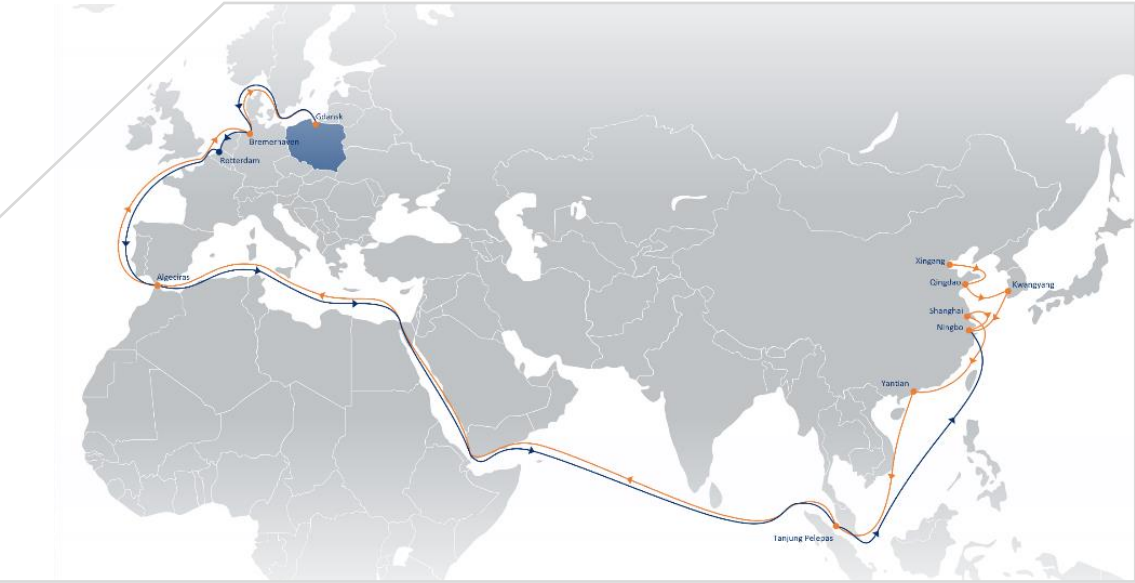 Gdansk
Bremerhaven
Rotterdam
Algeciras
Xingang
Qingdao
Kwangyang
Shanghai
Ningbo
Yantian
Tanjung Pelepas